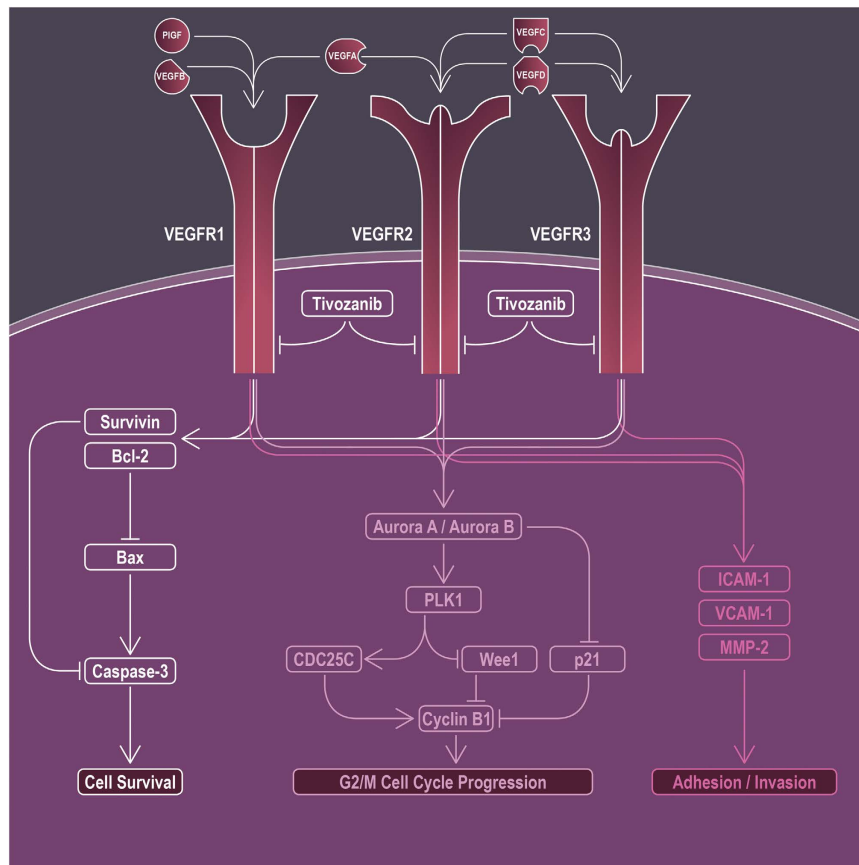 PlGF
VEGFB
VEGFA
VEGFC
VEGFD
VEGFR1
VEGFR2
VEGFR3
Tivozanib
Tivozanib
Survivin
Bcl-2
Bax
Caspase-3
Cell Survival
Aurora A / Aurora B
PLK1
CDC25C
Wee1
p21
Cyclin B1
G2/M Cell Cycle Progression
ICAM-1
VCAM-1
MMP-2
Adhesion / Invasion